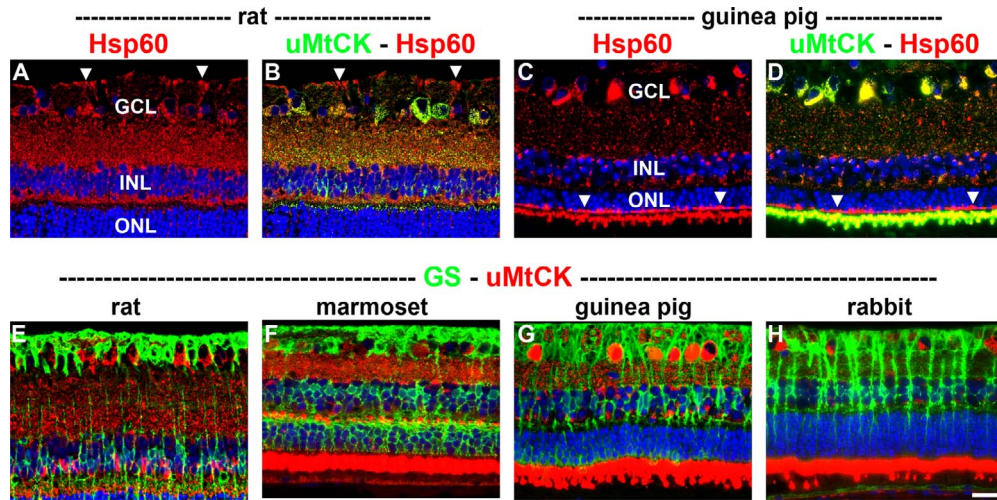 ---------------- rat ----------------
Hsp60 uMtCK - Hsp60
------------- guinea pig -------------
Hsp60 uMtCK - Hsp60
A
GCL
INL
ONL
B
C
GCL
INL
ONL
D
------------------------------------ GS - uMtCK ------------------------------------
rat marmoset guinea pig rabbit
E F G H